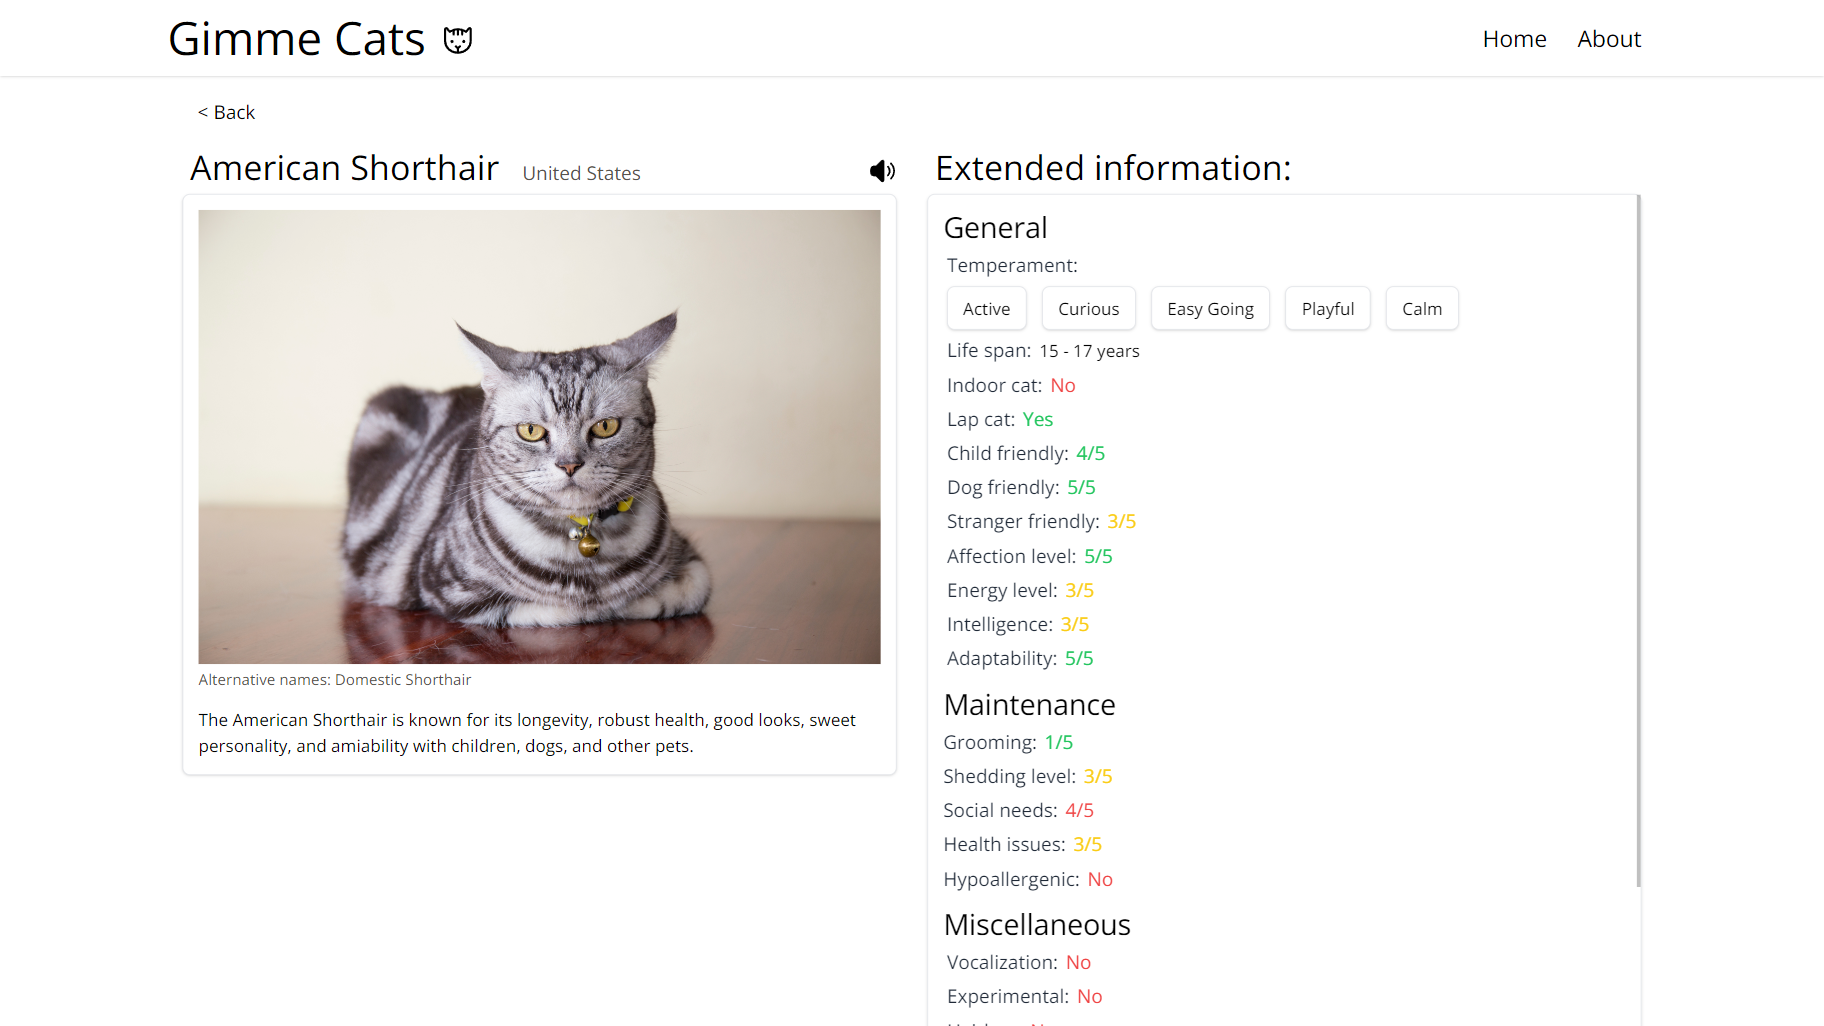 Gimme Cats
Home
About
< Back
American Shorthair
United States
Alternative names: Domestic Shorthair
The American Shorthair is known for its longevity, robust health, good looks, sweet
personality, and amiability with children, dogs, and other pets.
Extended information:
General
Temperament:
Active
Curious
Easy Going
Playful
Calm
Life span: 15 - 17 years
Indoor cat: No
Lap cat: Yes
Child friendly: 4/5
Dog friendly: 5/5
Stranger friendly: 3/5
Affection level: 5/5
Energy level: 3/5
Intelligence: 3/5
Adaptability: 5/5
Maintenance
Grooming: 1/5
Shedding level: 3/5
Social needs: 4/5
Health issues: 3/5
Hypoallergenic: No
Miscellaneous
Vocalization: No
Experimental: No